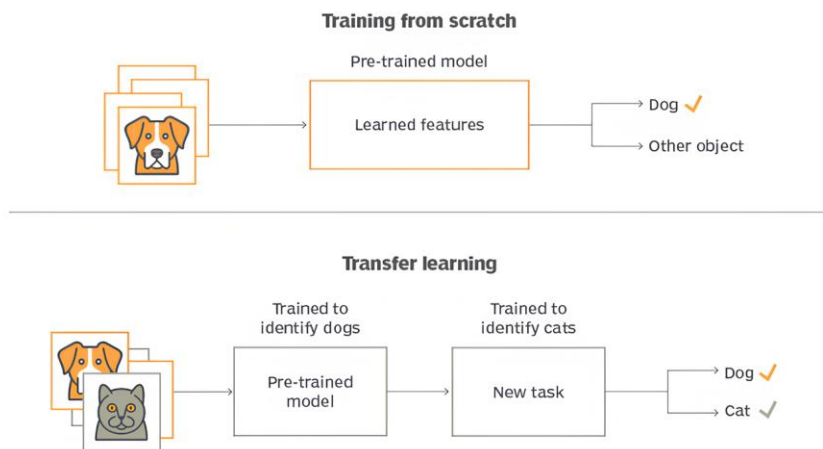 Training from scratch
Pre-trained model
Learned features
Dog
Other object
Transfer learning
Trained to
identify dogs
Trained to
identify cats
Pre-trained
model
New task
Dog
Cat